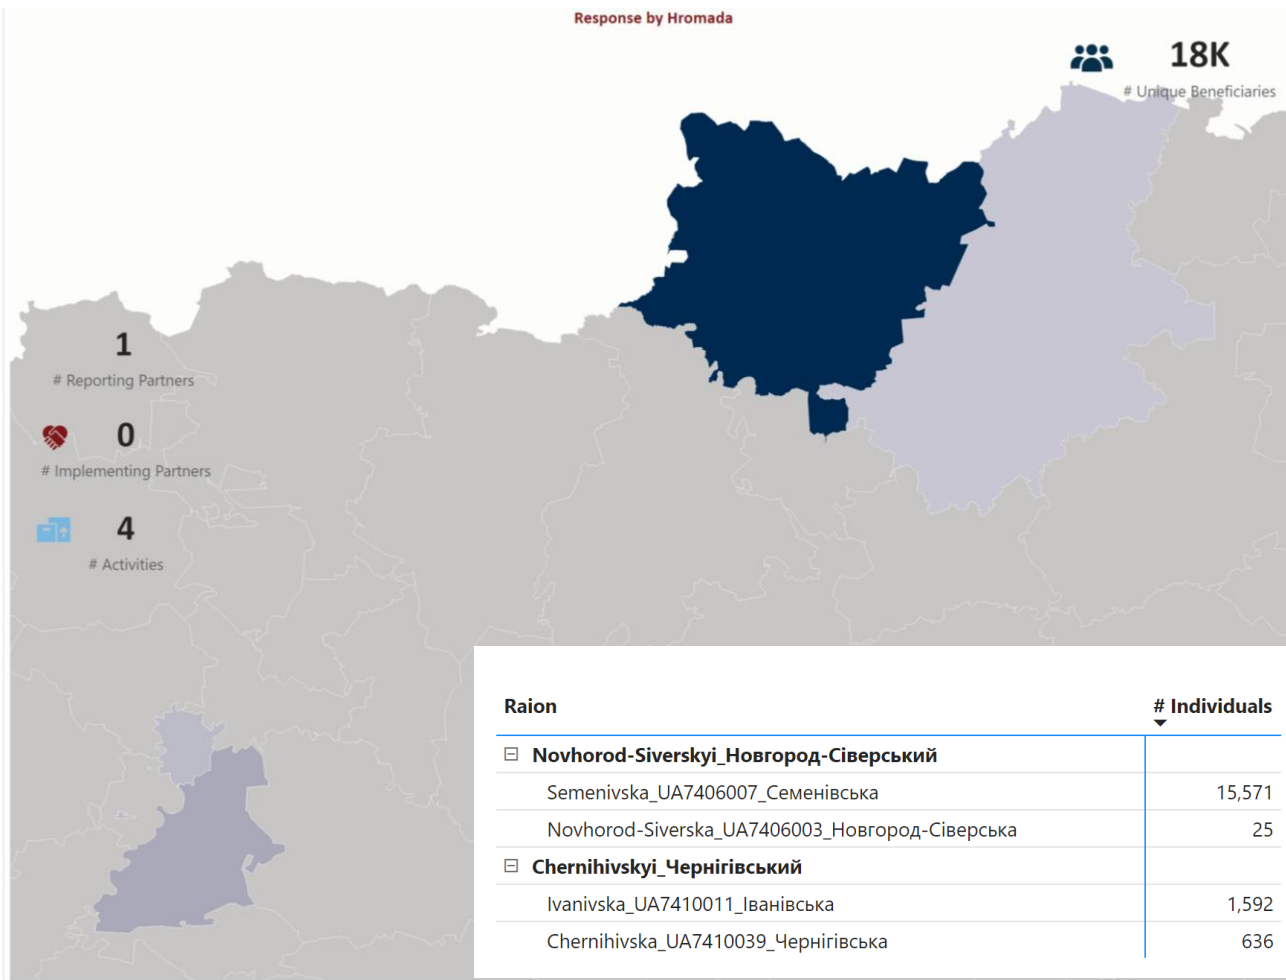 Response by Hromada
18K
# Unique Beneficiaries
1
# Reporting Partners
0
# Implementing Partners
4
# Activities
Raion # Individuals
Novhorod-Siverskyi_Новгород-Сіверський
Semenivska_UA7406007_Семенівська 15,571
Novhorod-Siverska_UA7406003_Новгород-Сіверська 25
Chernihivskyi_Чернігівський
Ivanivska_UA7410011_Іванівська 1,592
Chernihivska_UA7410039_Чернігівська 636